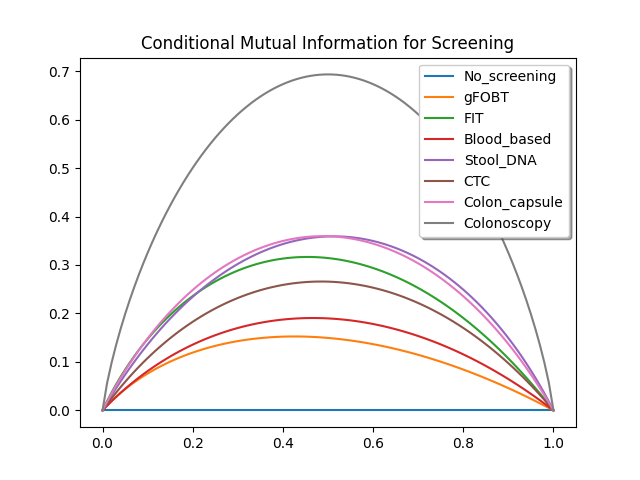 Conditional Mutual Information for Screening
0.7
0.6
0.5
0.4
0.3
0.2
0.1
0.0
No_screening
gFOBT
FIT
Blood_based
Stool_DNA
CTC
Colon_capsule
Colonoscopy
0.0 0.2 0.4 0.6 0.8 1.0